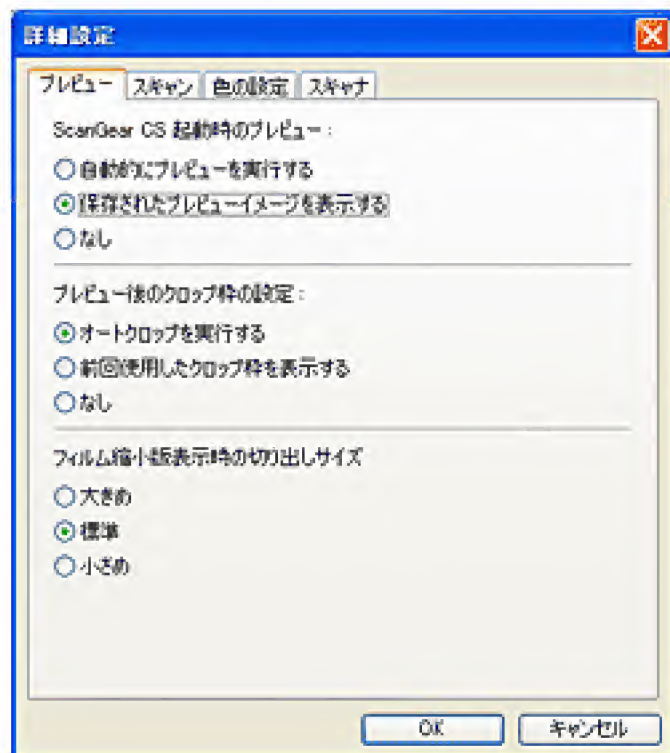 詳細設定
プレビュー スキャン 色の設定 スキャナ
ScanGear CS 起動時のプレビュー：
自動的にプレビューを実行する
保存されたプレビューイメージを表示する
なし
プレビュー後のクロップ枠の設定：
オートクロップを実行する
前回使用したクロップ枠を表示する
なし
フィルム縮小版表示時の切り出しサイズ
大きめ
標準
小さめ
OK キャンセル